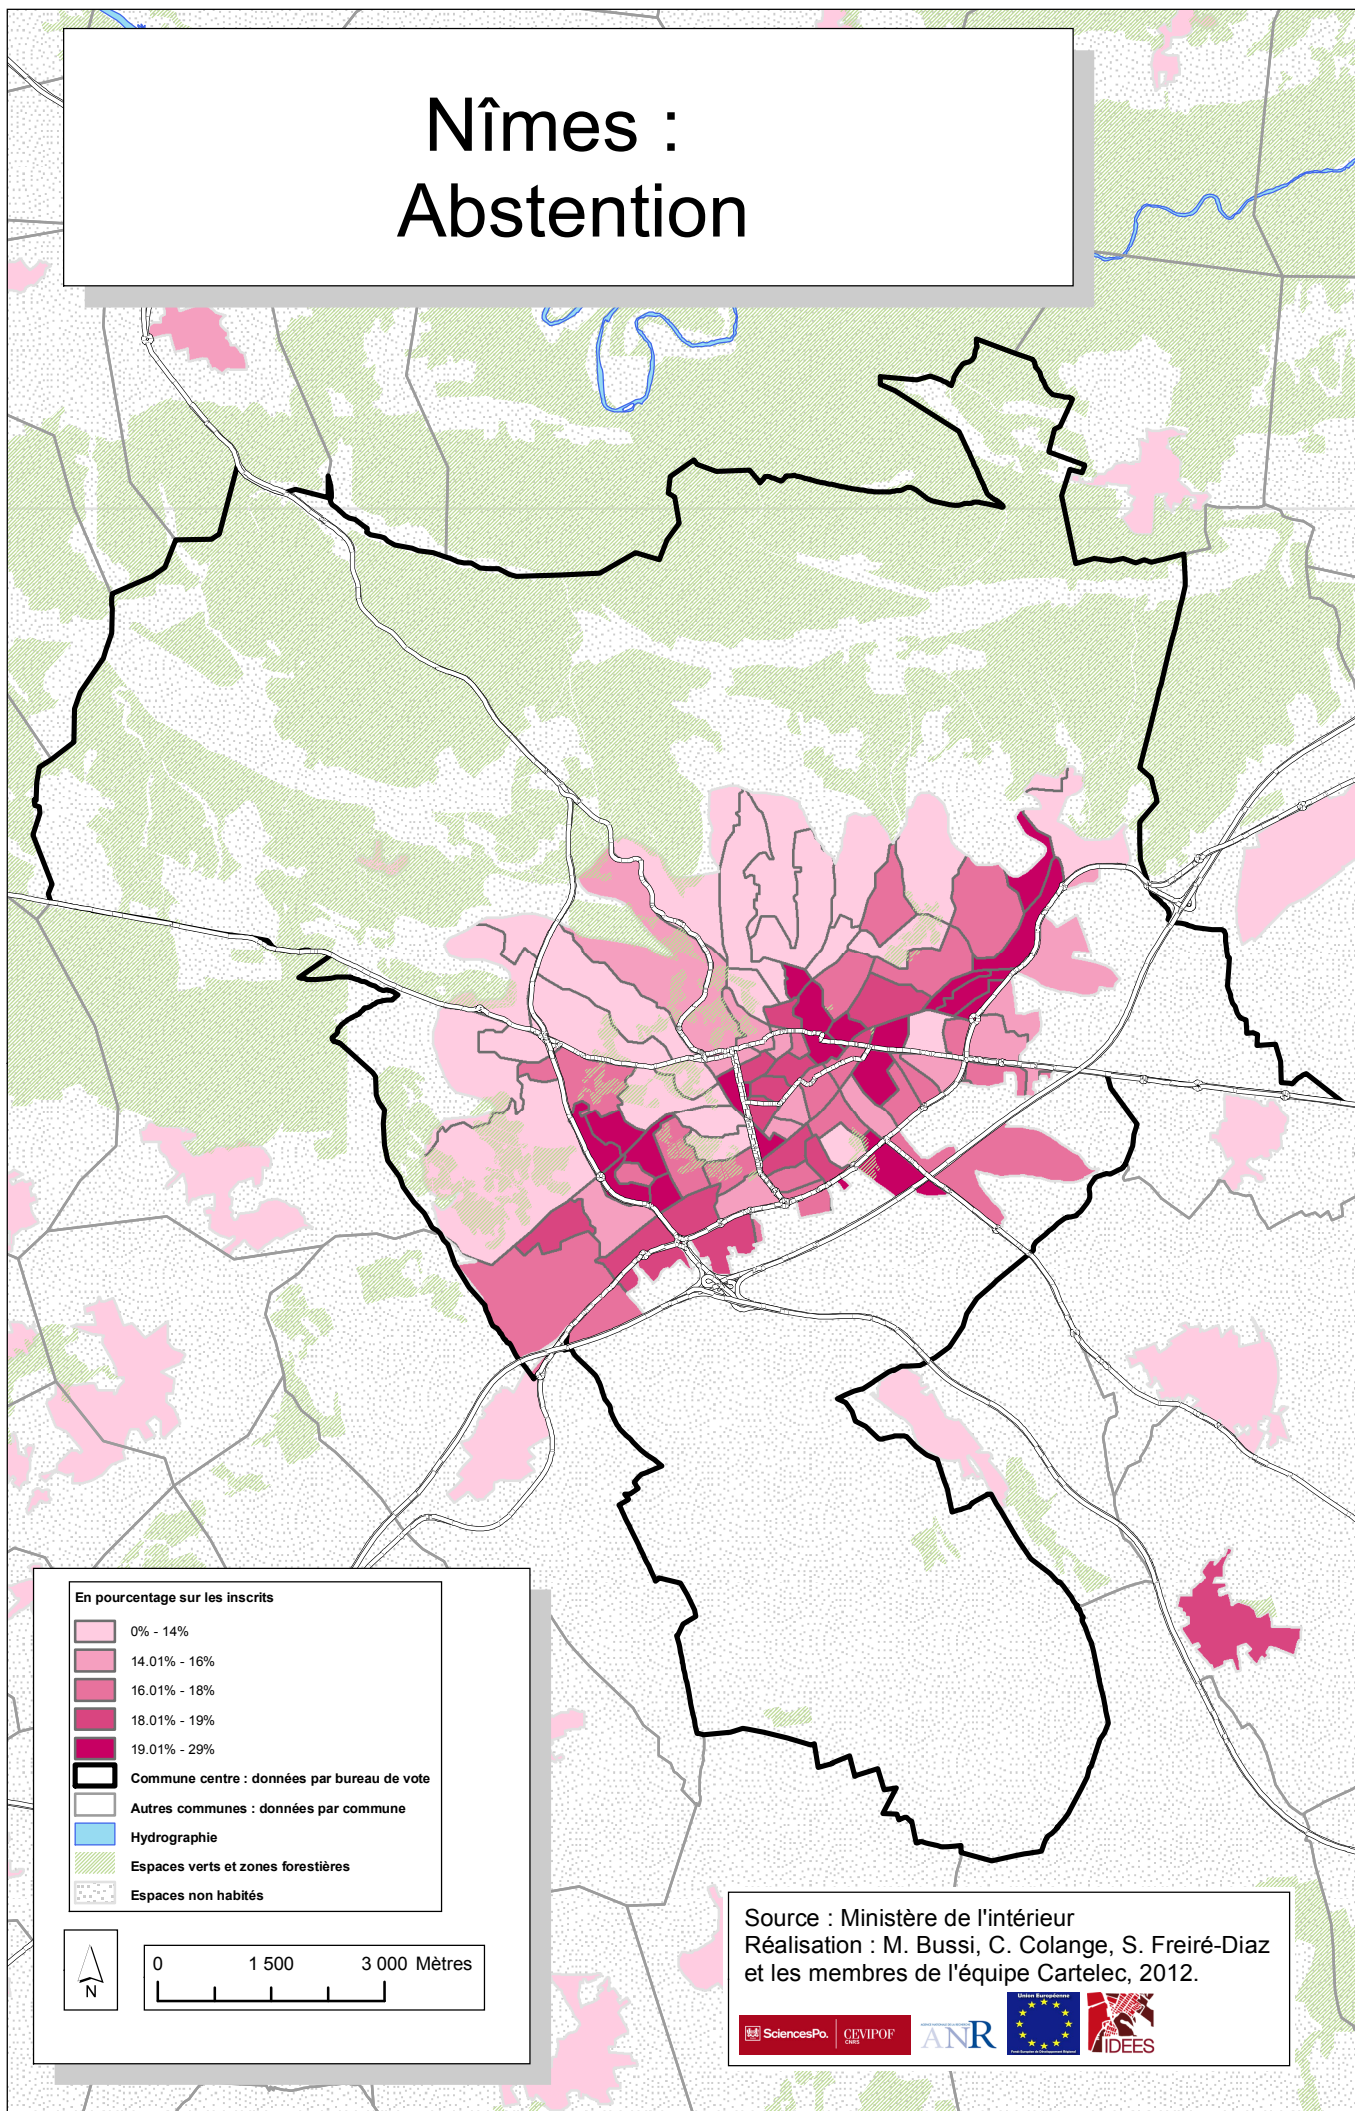 Nîmes :
Abstention
En pourcentage sur les inscrits
0% - 14%
14.01% - 16%
16.01% - 18%
18.01% - 19%
19.01% - 29%
Commune centre : données par bureau de vote
Autres communes : données par commune
Hydrographie
Espaces verts et zones forestières
Espaces non habités
N
0 1 500 3 000 Mètres
Source : Ministère de l'intérieur
Réalisation : M. Bussi, C. Colange, S. Freiré-Diaz
et les membres de l'équipe Cartelec, 2012.
SciencesPo.
CEVIPOF
CNRS
ANR
Union Européenne
IDEES